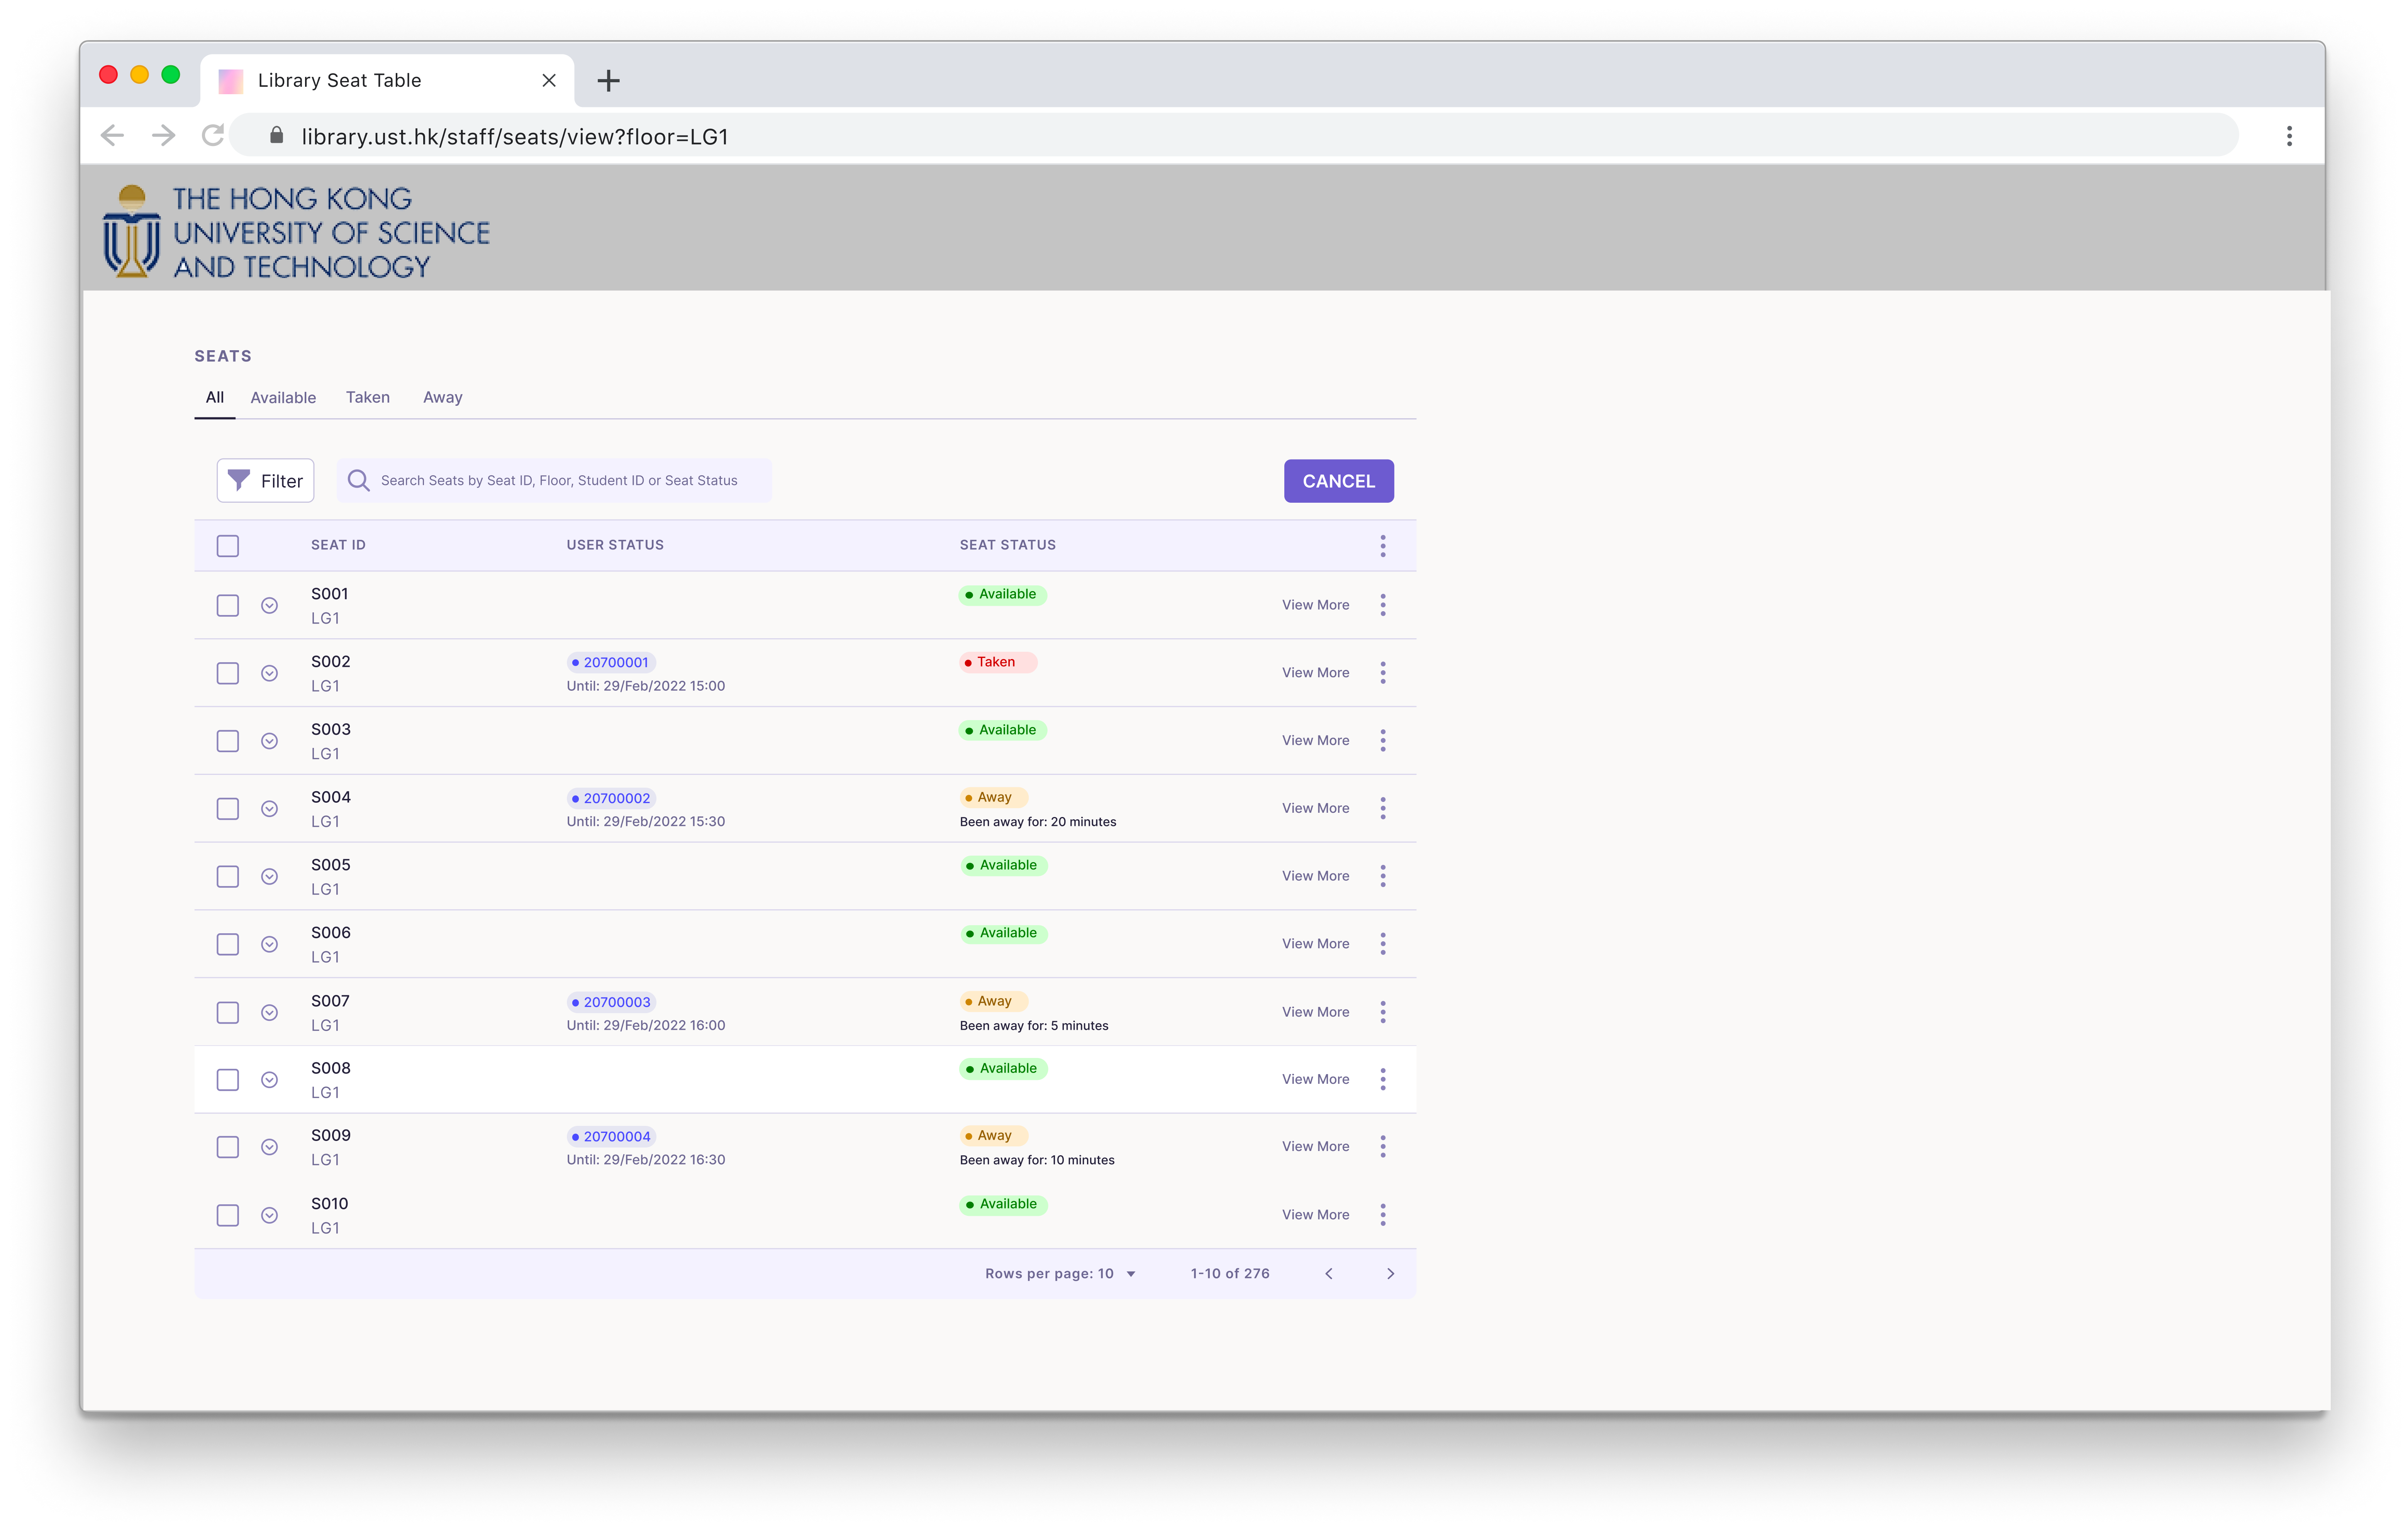 Library Seat Table
library.ust.hk/staff/seats/view?floor=LG1
THE HONG KONG
UNIVERSITY OF SCIENCE
AND TECHNOLOGY
SEATS
All Available Taken Away
Filter Search Seats by Seat ID, Floor, Student ID or Seat Status CANCEL
SEAT ID USER STATUS SEAT STATUS
S001 Available
LG1 View More
S002 20700001 Taken
LG1 Until: 29/Feb/2022 15:00 View More
S003 Available
LG1 View More
S004 20700002 Away
LG1 Until: 29/Feb/2022 15:30 Been away for: 20 minutes View More
S005 Available
LG1 View More
S006 Available
LG1 View More
S007 20700003 Away
LG1 Until: 29/Feb/2022 16:00 Been away for: 5 minutes View More
S008 Available
LG1 View More
S009 20700004 Away
LG1 Until: 29/Feb/2022 16:30 Been away for: 10 minutes View More
S010 Available
LG1 View More
Rows per page: 10 1-10 of 276